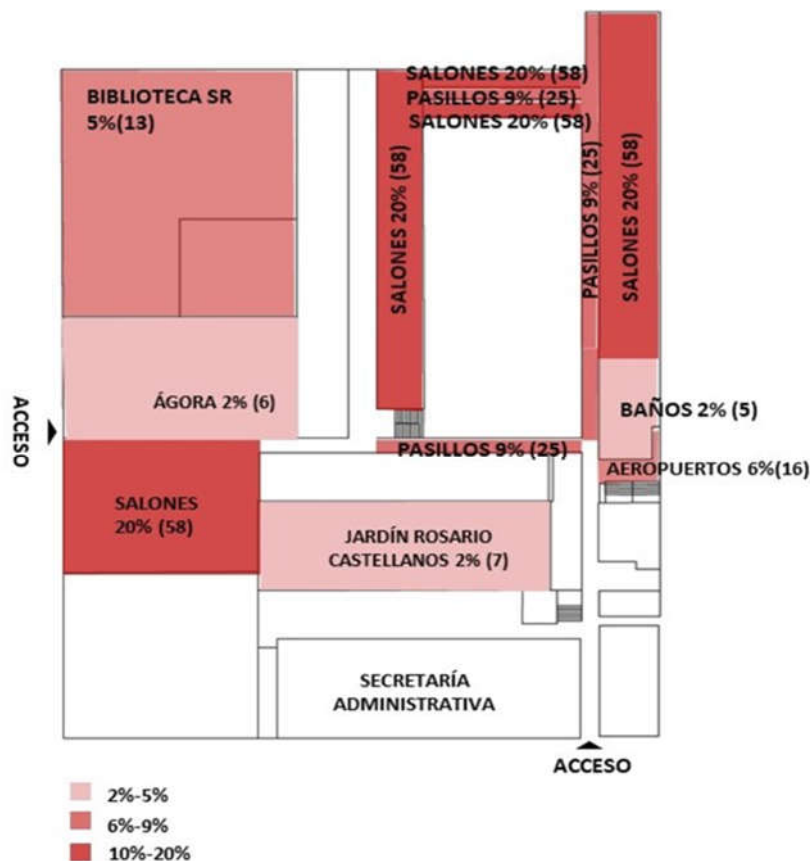 BIBLIOTECA SR
5%(13)
SALONES 20% (58)
PASILLOS 9% (25)
SALONES 20% (58)
SALONES 20% (58)
PASILLOS 9% (25)
SALONES 20% (58)
ÁGORA 2% (6)
ACCESO
BAÑOS 2% (5)
PASILLOS 9% (25)
AEROPUERTOS 6%(16)
SALONES
20% (58)
JARDÍN ROSARIO
CASTELLANOS 2% (7)
SECRETARÍA
ADMINISTRATIVA
ACCESO
2%-5%
6%-9%
10%-20%